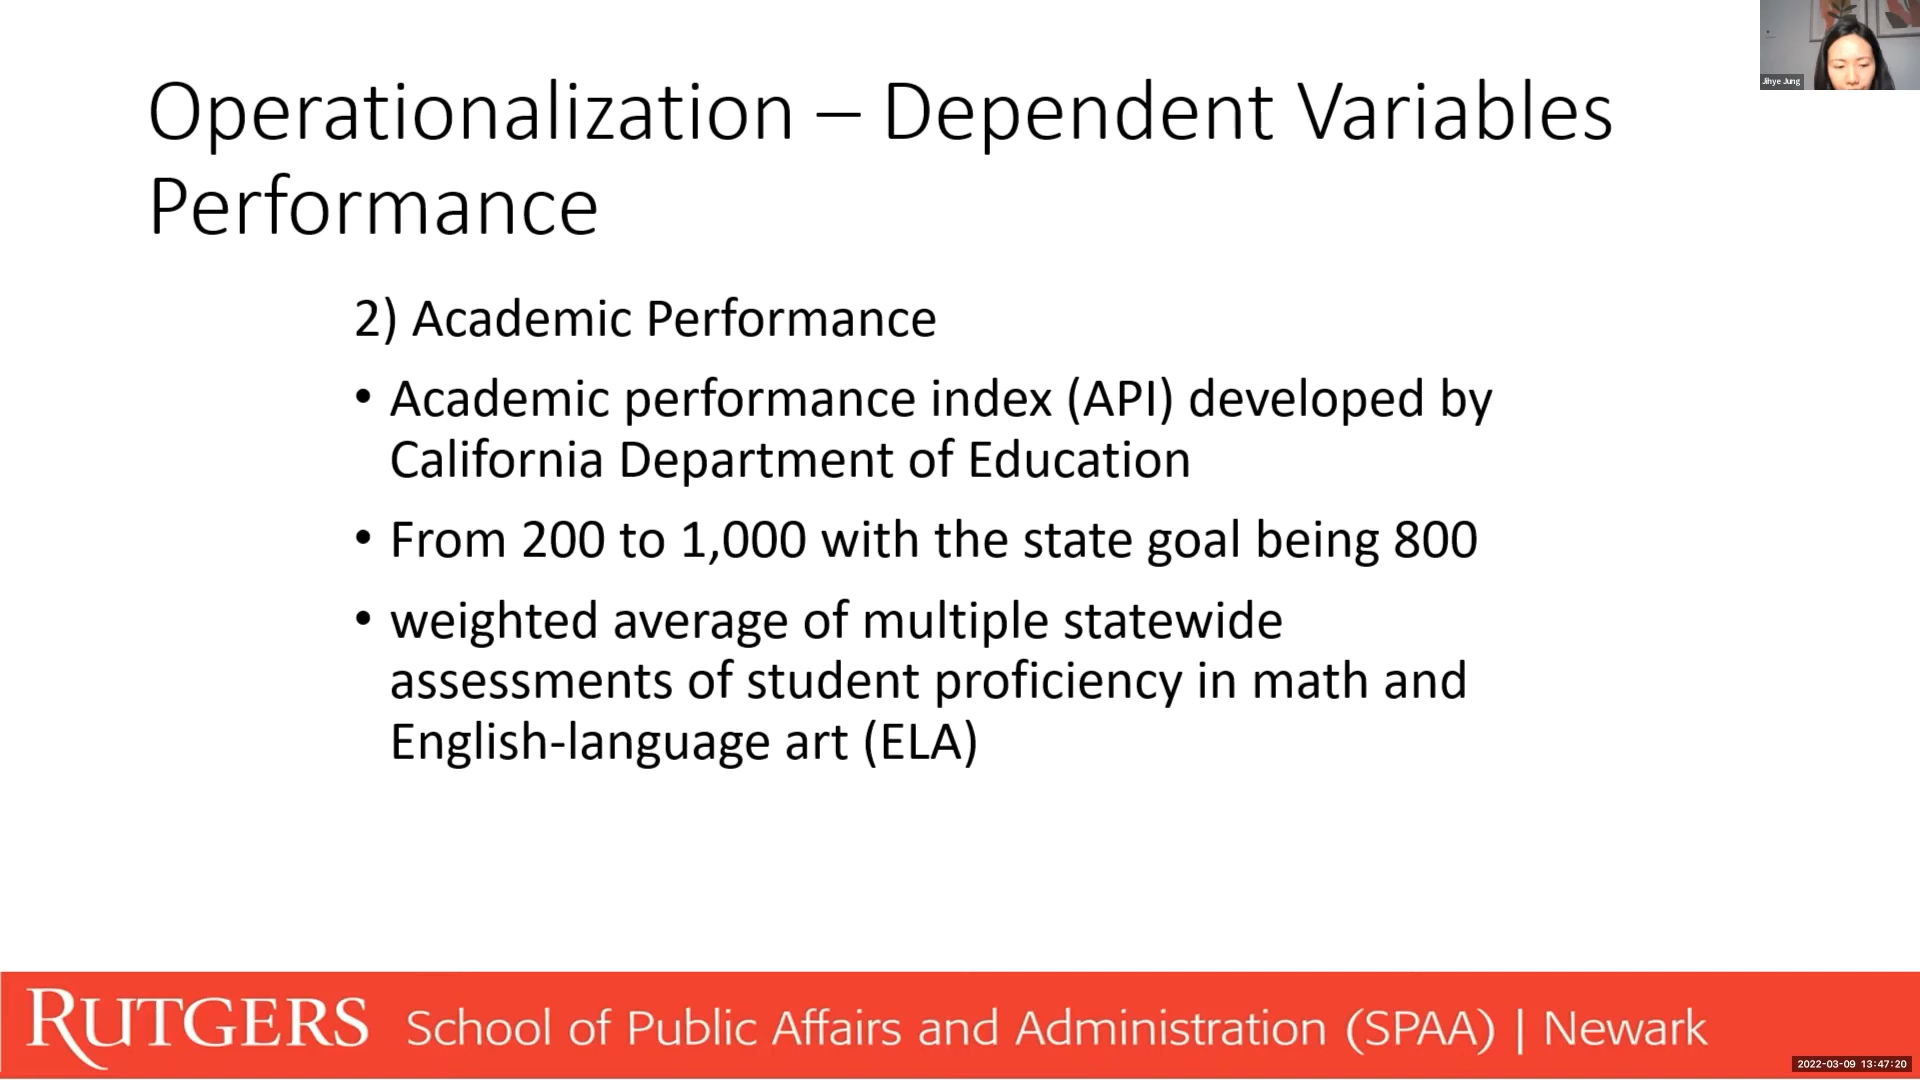 Operationalization – Dependent Variables
Performance
Jihye Jung
2) Academic Performance
• Academic performance index (API) developed by
California Department of Education
• From 200 to 1,000 with the state goal being 800
• weighted average of multiple statewide
assessments of student proficiency in math and
English-language art (ELA)
RUTGERS School of Public Affairs and Administration (SPAA) | Newark
2022-03-09 13:47:20